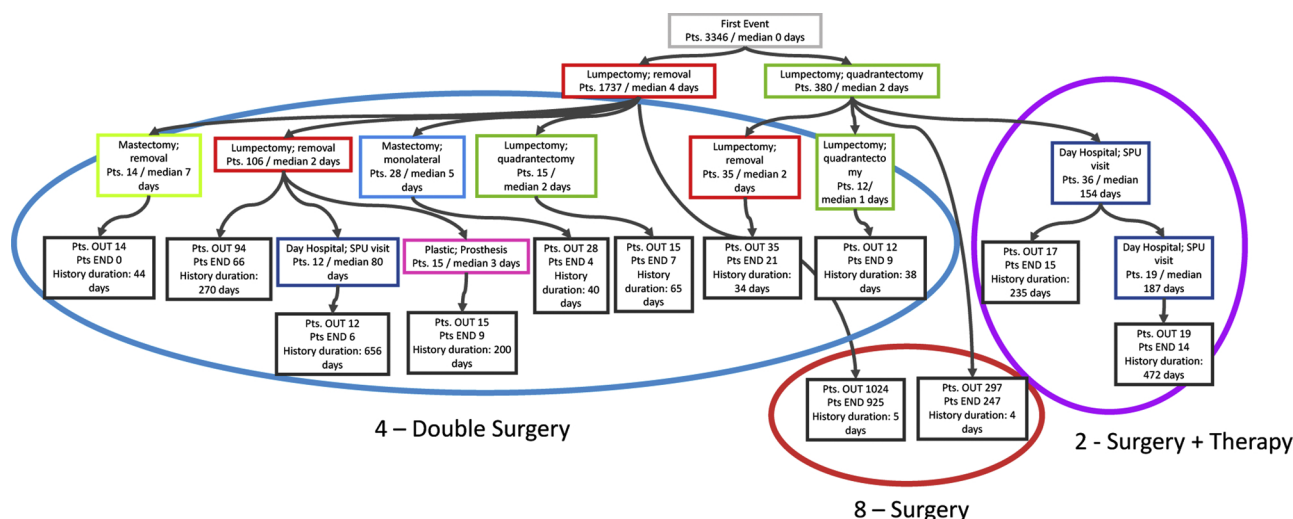 First Event
Pts. 3346 / median 0 days
Lumpectomy; removal
Pts. 1737 / median 4 days
Lumpectomy; quadrantectomy
Pts. 380 / median 2 days
Mastectomy;
removal
Pts. 14 / median 7
days
Lumpectomy; removal
Pts. 106 / median 2 days
Mastectomy;
monolateral
Pts. 28 / median 5
days
Lumpectomy;
quadrantectomy
Pts. 15 /
median 2 days
Lumpectomy;
removal
Pts. 35 / median 2
days
Lumpectomy;
quadrantecto
my
Pts. 12/
median 1 days
Day Hospital; SPU
visit
Pts. 36 / median
154 days
Pts. OUT 14
Pts END 0
History duration: 44
days
Pts. OUT 94
Pts END 66
History duration:
270 days
Day Hospital; SPU visit
Pts. 12 / median 80
days
Plastic; Prosthesis
Pts. 15 / median 3 days
Pts. OUT 28
Pts END 4
History
duration: 40
days
Pts. OUT 15
Pts END 7
History
duration: 65
days
Pts. OUT 35
Pts END 21
History duration:
34 days
Pts. OUT 12
Pts END 9
History duration: 38
days
Pts. OUT 17
Pts END 15
History duration:
235 days
Day Hospital; SPU
visit
Pts. 19 / median
187 days
Pts. OUT 12
Pts END 6
History duration: 656
days
Pts. OUT 15
Pts END 9
History duration: 200
days
Pts. OUT 19
Pts END 14
History duration:
472 days
Pts. OUT 1024
Pts END 925
History duration: 5
days
Pts. OUT 297
Pts END 247
History duration: 4
days
4 – Double Surgery
2 - Surgery + Therapy
8 – Surgery